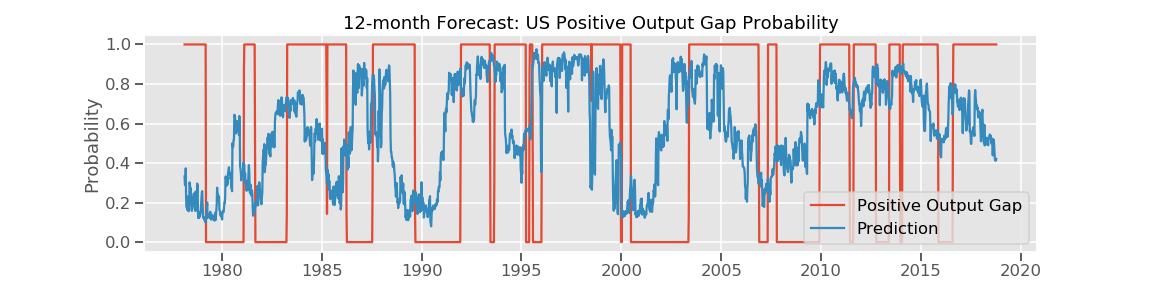 12-month Forecast: US Positive Output Gap Probability
Probability
1.0
0.8
0.6
0.4
0.2
0.0
Positive Output Gap
Prediction
1980 1985 1990 1995 2000 2005 2010 2015 2020